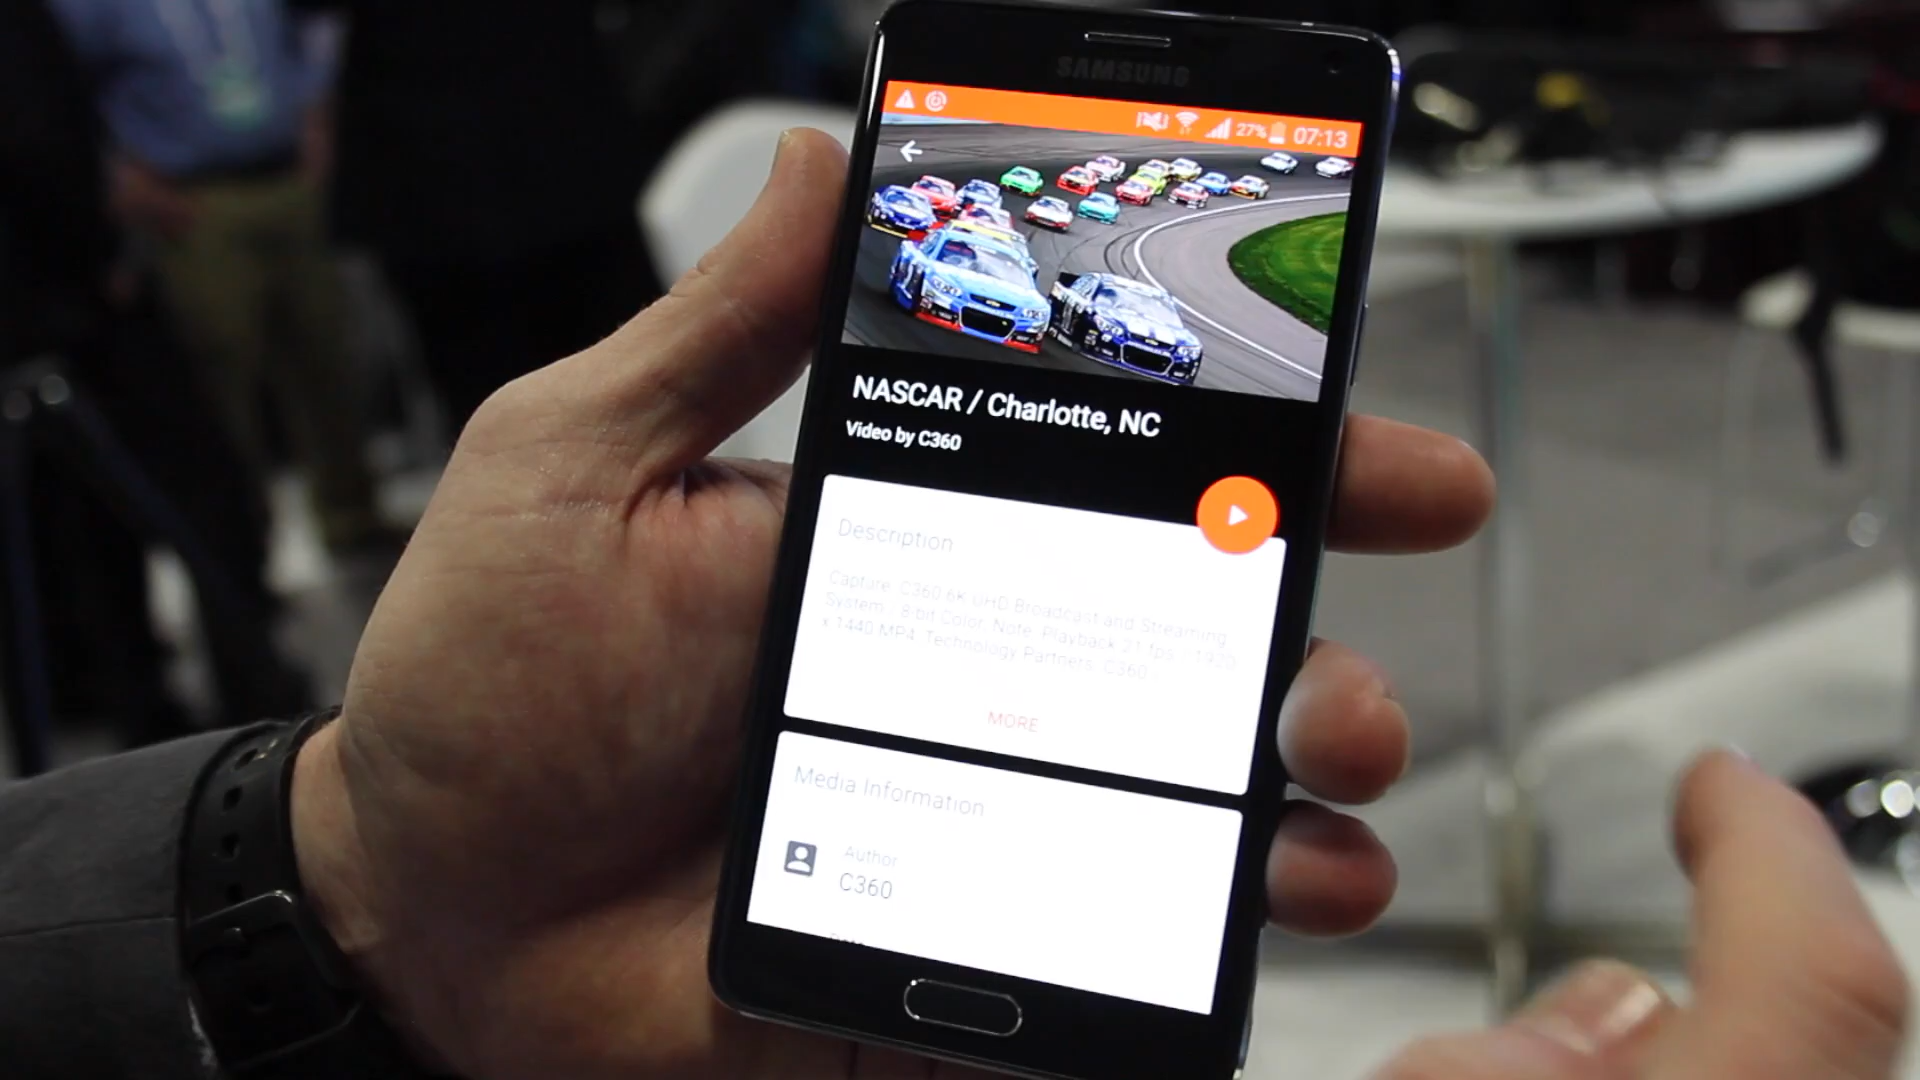 SAMSUNG
27% 07:13
NASCAR / Charlotte, NC
Video by C360
Description
Capture: C360 6K UHD Broadcast and Streaming
System - 8-bit Color, Note: Playback 21 fps - 1920
x 1440 MP4, Technology Partners: C360 -
MORE
Media Information
Author
C360